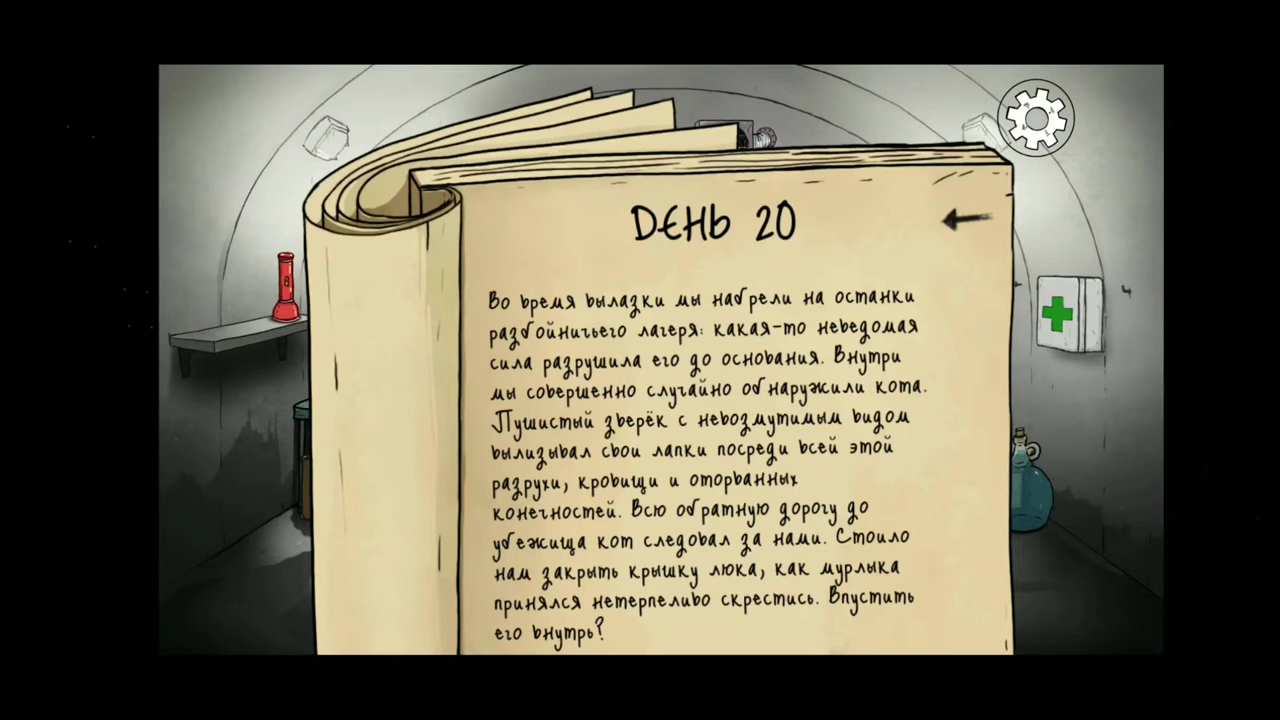 ДЕНЬ 20
Во время вылазки мы набрели на останки
разбойничьего лагеря: какая-то неведомая
сила разрушила его до основания. Внутри
мы совершенно случайно обнаружили кота.
Пушистый зверёк с невозмутимым видом
вылизывал свои лапки посреди всей этой
разрухи, кровищи и оторванных
конечностей. Всю обратную дорогу до
убежища кот следовал за нами. Стоило
нам закрыть крышку люка, как мурлыка
принялся нетерпеливо скрестись. Впустить
его внутрь?